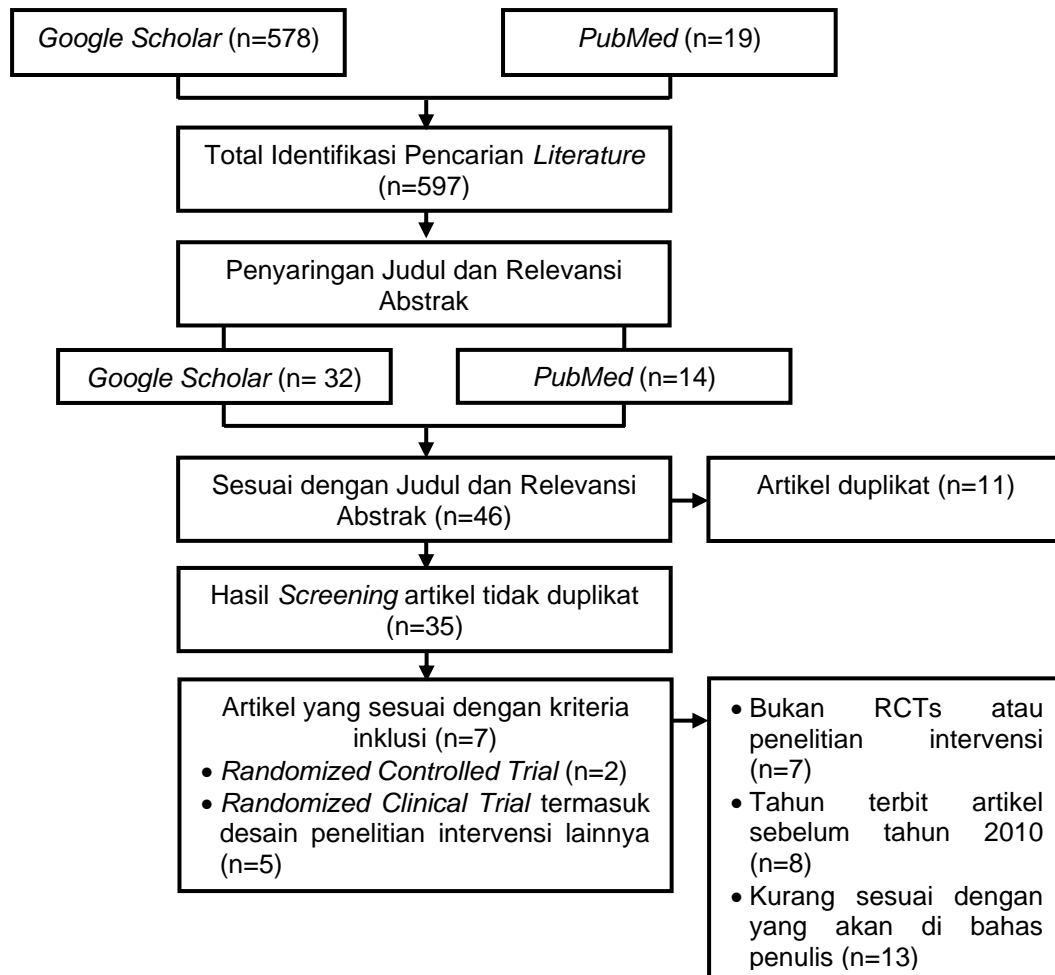 Google Scholar (n=578)
PubMed (n=19)
Total Identifikasi Pencarian Literature
(n=597)
Penyaringan Judul dan Relevansi
Abstrak
Google Scholar (n= 32)
PubMed (n=14)
Sesuai dengan Judul dan Relevansi
Abstrak (n=46)
Artikel duplikat (n=11)
Hasil Screening artikel tidak duplikat
(n=35)
Artikel yang sesuai dengan kriteria
inklusi (n=7)
• Randomized Controlled Trial (n=2)
• Randomized Clinical Trial termasuk
desain penelitian intervensi lainnya
(n=5)
• Bukan RCTs atau
penelitian intervensi
(n=7)
• Tahun terbit artikel
sebelum tahun 2010
(n=8)
• Kurang sesuai dengan
yang akan di bahas
penulis (n=13)